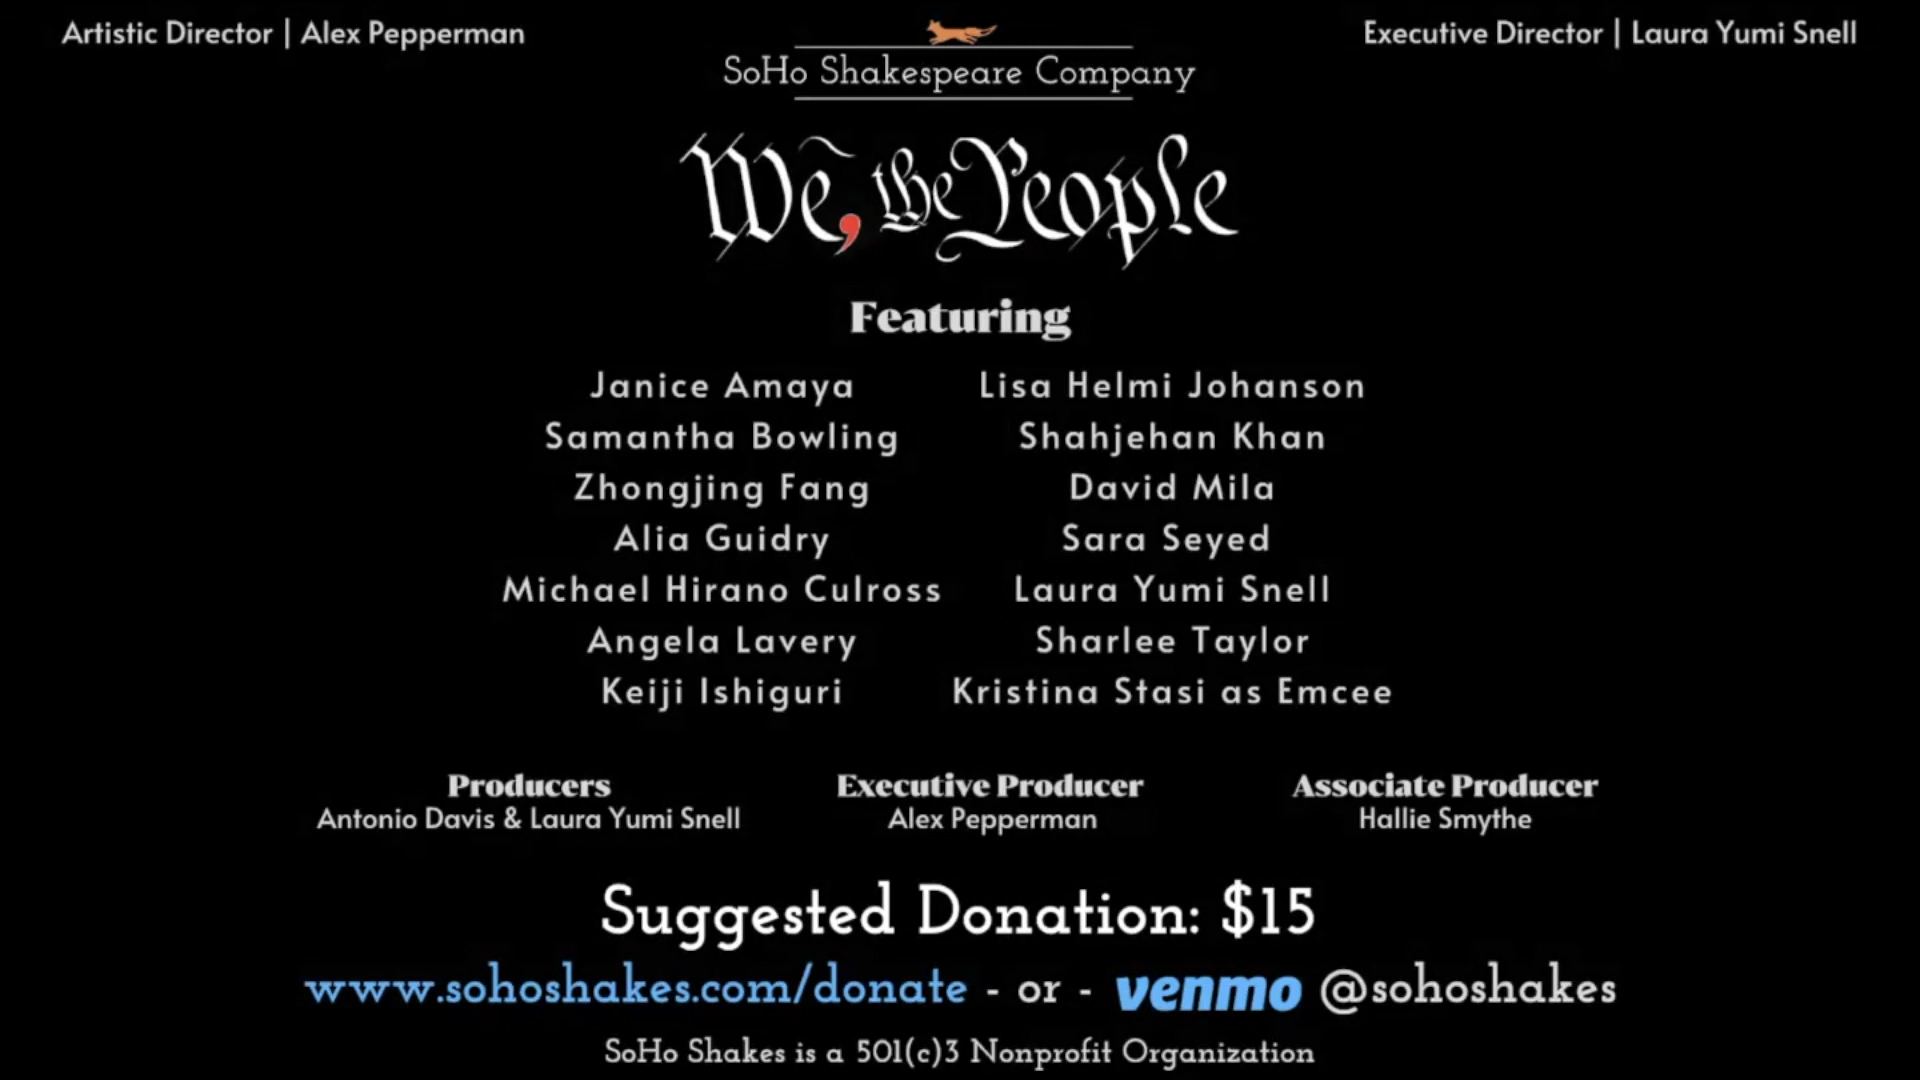 Artistic Director | Alex Pepperman
SoHo Shakespeare Company
Executive Director | Laura Yumi Snell
We, the People
Featuring
Janice Amaya
Samantha Bowling
Zhongjing Fang
Alia Guidry
Michael Hirano Culross
Angela Lavery
Keiji Ishiguri
Lisa Helmi Johanson
Shahjehan Khan
David Mila
Sara Seyed
Laura Yumi Snell
Sharlee Taylor
Kristina Stasi as Emcee
Producers
Antonio Davis & Laura Yumi Snell
Executive Producer
Alex Pepperman
Associate Producer
Hallie Smythe
Suggested Donation: $15
www.sohoshakes.com/donate - or - venmo @sohoshakes
SoHo Shakes is a 501(c)3 Nonprofit Organization